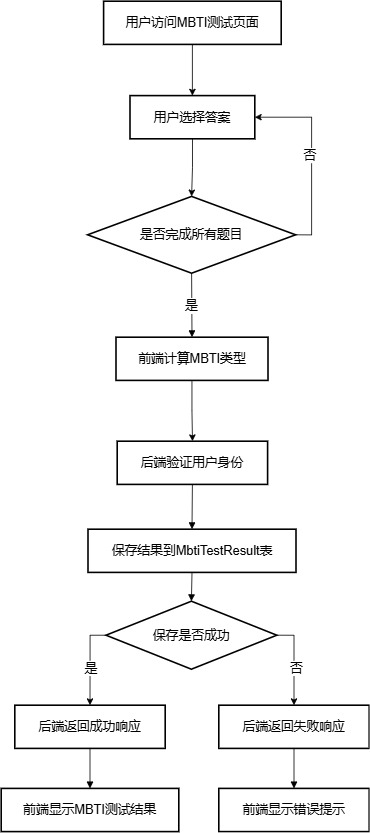 用户访问MBTI测试页面
用户选择答案
否
是否完成所有题目
是
前端计算MBTI类型
后端验证用户身份
保存结果到MbtiTestResult表
保存是否成功
是
否
后端返回成功响应
后端返回失败响应
前端显示MBTI测试结果
前端显示错误提示